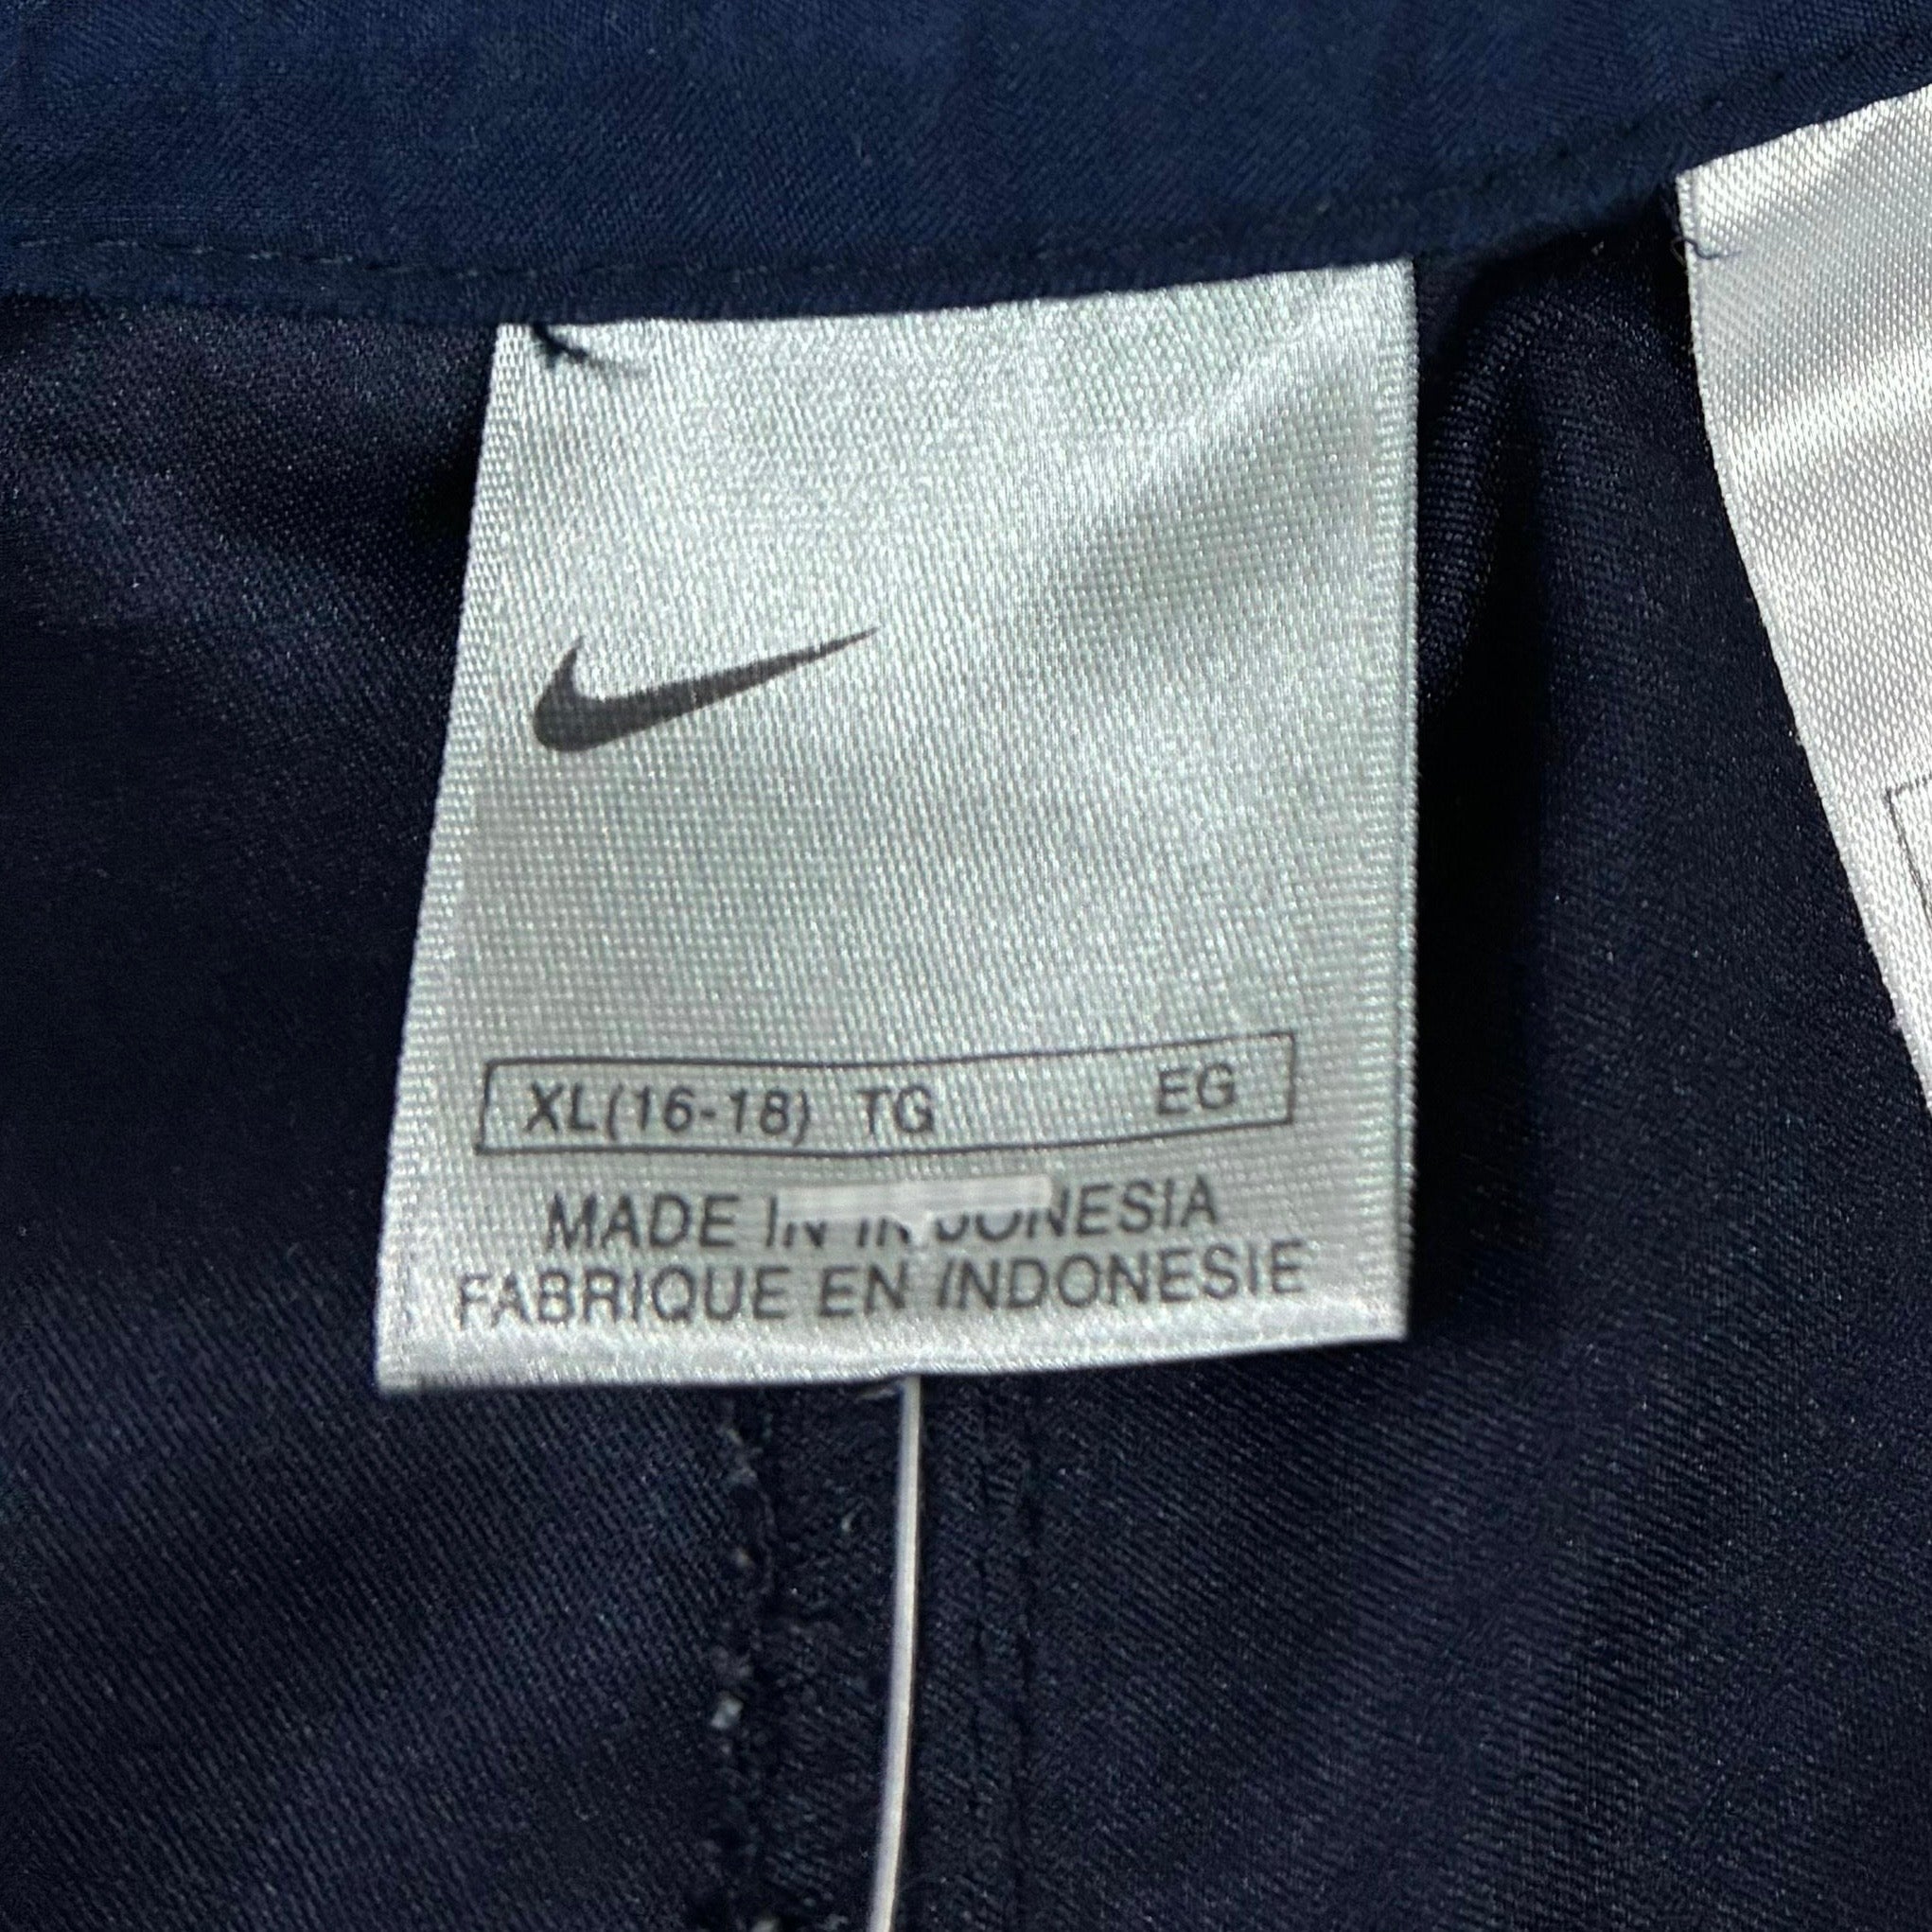 XL(16-18) TG EG
MADE IN INDONESIA
FABRIQUE EN INDONESIE